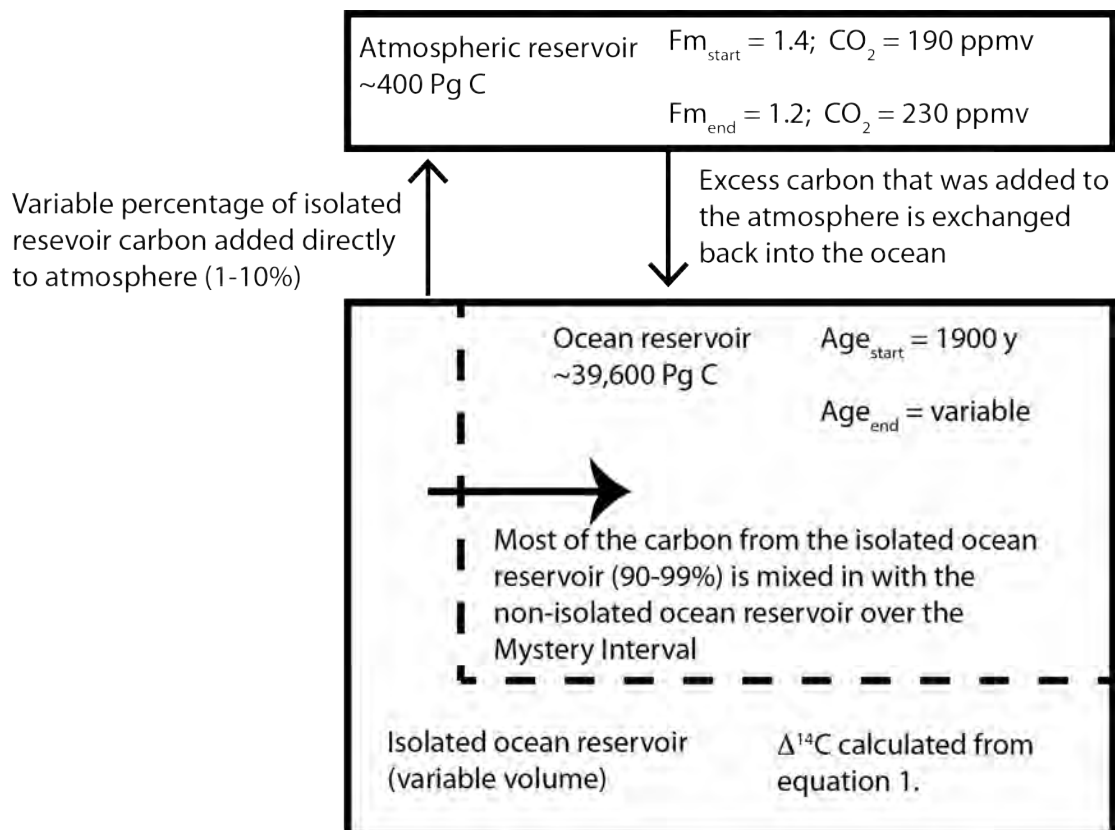 Atmospheric reservoir
~400 Pg C
Fm_start = 1.4; CO₂ = 190 ppmv
Fm_end = 1.2; CO₂ = 230 ppmv
Variable percentage of isolated
resevoir carbon added directly
to atmosphere (1-10%)
Excess carbon that was added to
the atmosphere is exchanged
back into the ocean
Ocean reservoir
~39,600 Pg C
Age_start = 1900 y
Age_end = variable
Most of the carbon from the isolated ocean
reservoir (90-99%) is mixed in with the
non-isolated ocean reservoir over the
Mystery Interval
Isolated ocean reservoir
(variable volume)
Δ¹⁴C calculated from
equation 1.